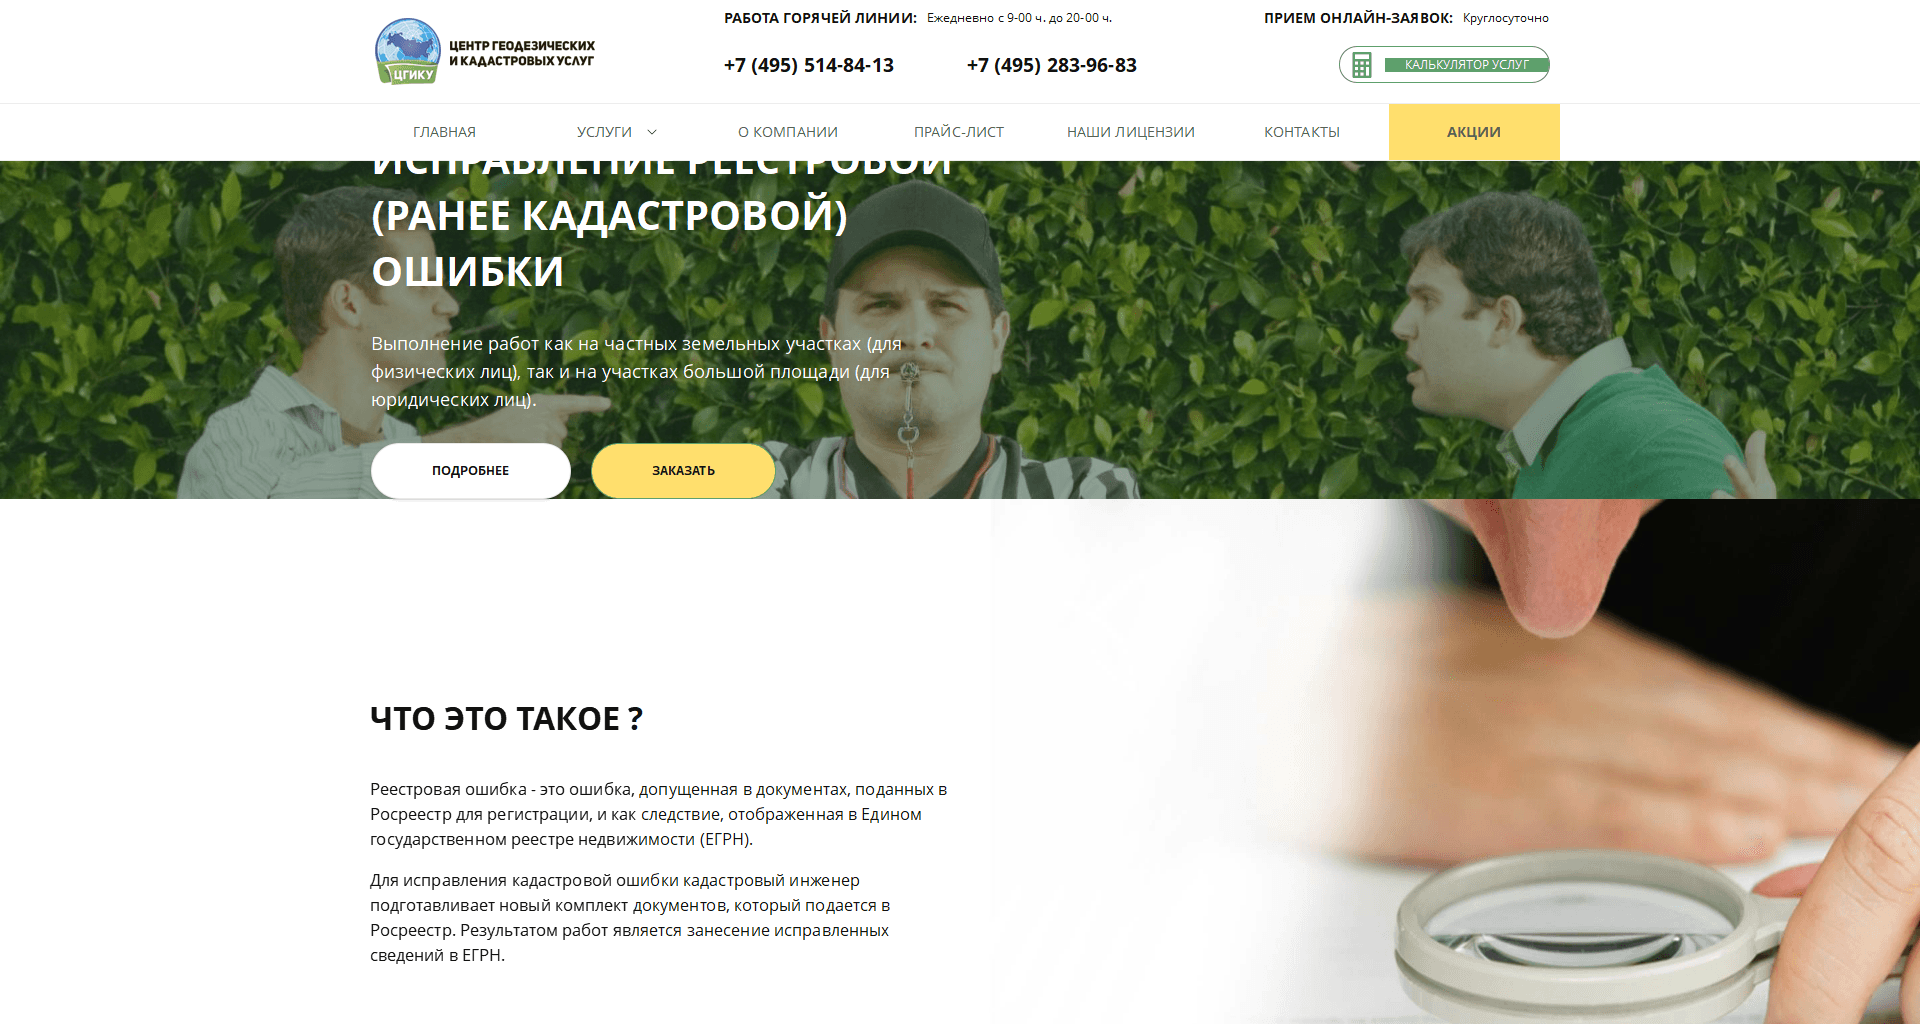 ЦГИКУ
ЦЕНТР ГЕОДЕЗИЧЕСКИХ
И КАДАСТРОВЫХ УСЛУГ
РАБОТА ГОРЯЧЕЙ ЛИНИИ: Ежедневно с 9-00 ч. до 20-00 ч.
+7 (495) 514-84-13 +7 (495) 283-96-83
ПРИЕМ ОНЛАЙН-ЗАЯВОК: Круглосуточно
КАЛЬКУЛЯТОР УСЛУГ
ГЛАВНАЯ УСЛУГИ О КОМПАНИИ ПРАЙС-ЛИСТ НАШИ ЛИЦЕНЗИИ КОНТАКТЫ АКЦИИ
ИСПРАВЛЕНИЕ РЕЕСТРОВОЙ
(РАНЕЕ КАДАСТРОВОЙ)
ОШИБКИ
Выполнение работ как на частных земельных участках (для
физических лиц), так и на участках большой площади (для
юридических лиц).
ПОДРОБНЕЕ ЗАКАЗАТЬ
ЧТО ЭТО ТАКОЕ ?
Реестровая ошибка - это ошибка, допущенная в документах, поданных в
Росреестр для регистрации, и как следствие, отображенная в Едином
государственном реестре недвижимости (ЕГРН).
Для исправления кадастровой ошибки кадастровый инженер
подготавливает новый комплект документов, который подается в
Росреестр. Результатом работ является занесение исправленных
сведений в ЕГРН.